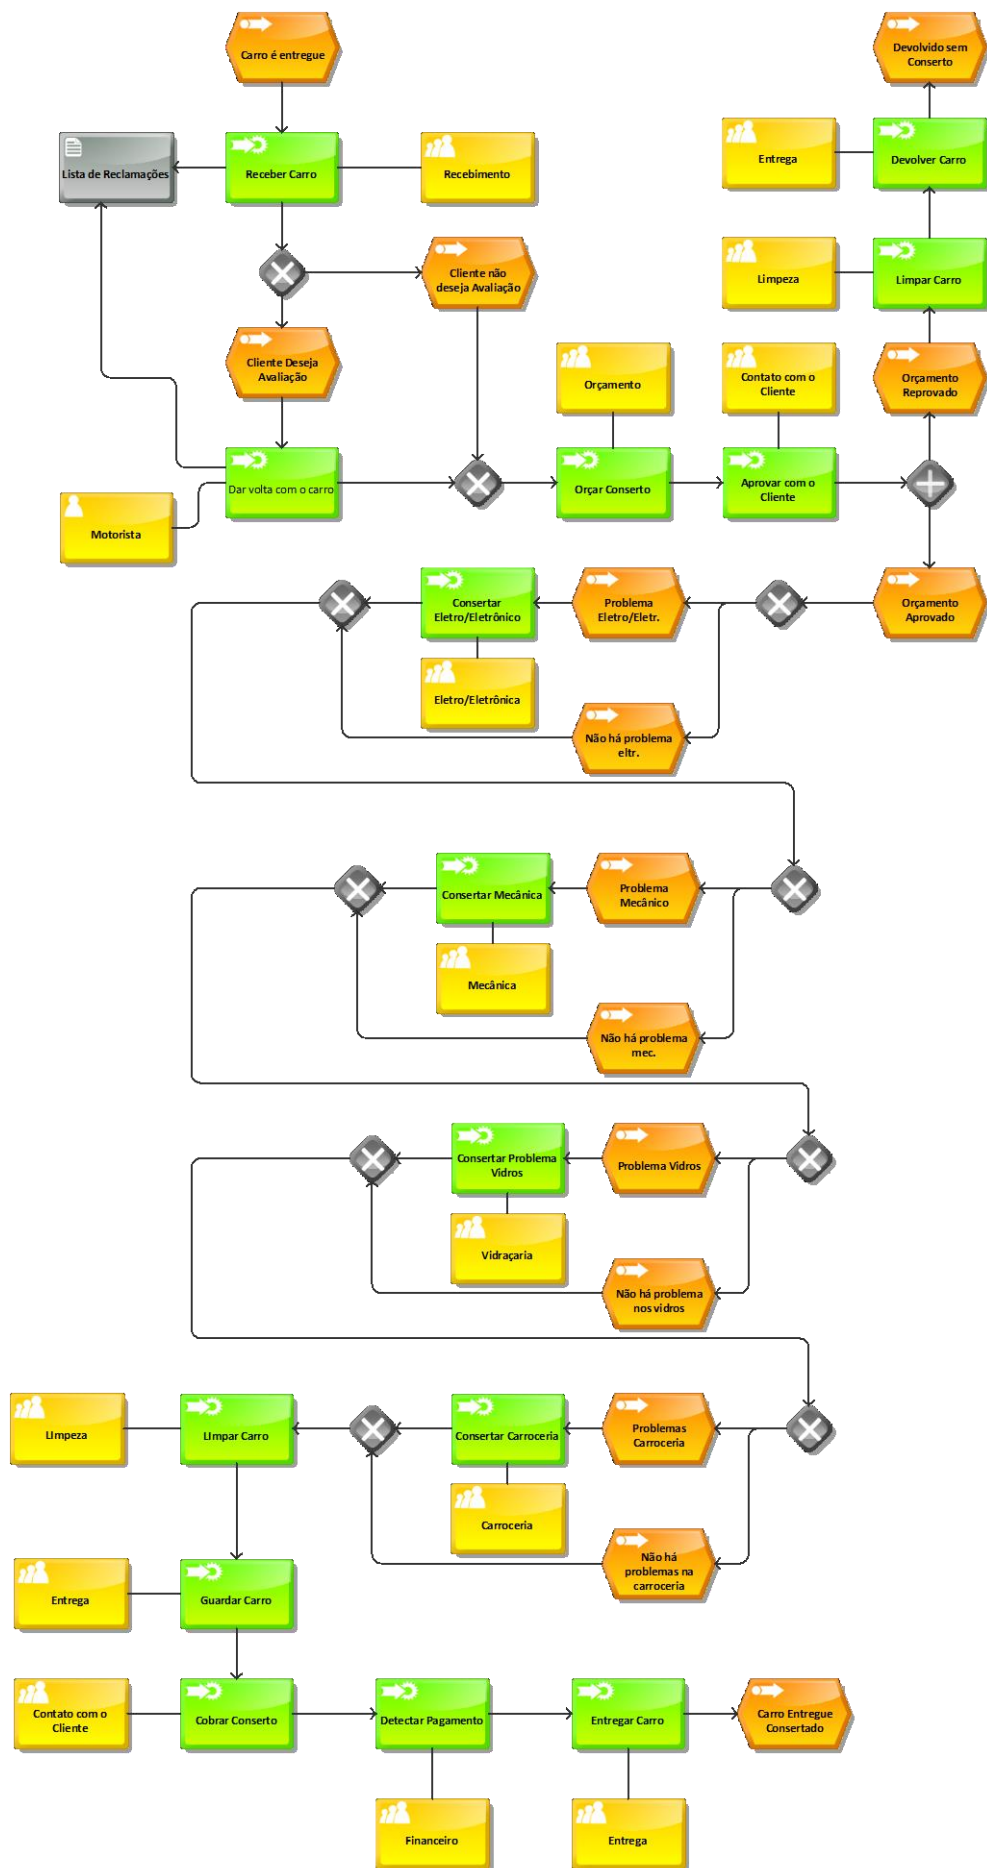 Carro é entregue
Devolvido sem
Conserto
Lista de Reclamações
Receber Carro
Recebimento
Entrega
Devolver Carro
Cliente não
deseja Avaliação
Limpeza
Limpar Carro
Cliente Deseja
Avaliação
Orçamento
Contato com o
Cliente
Orçamento
Reprovado
Dar volta com o carro
Orçar Conserto
Aprovar com o
Cliente
Motorista
Consertar
Eletro/Eletrônico
Problema
Eletro/Eletr.
Orçamento
Aprovado
Eletro/Eletrônica
Não há problema
eltr.
Consertar Mecânica
Problema
Mecânico
Mecânica
Não há problema
mec.
Consertar Problema
Vidros
Problema Vidros
Vidraçaria
Não há problema
nos vidros
LImpeza
LImpar Carro
Consertar Carroceria
Problemas
Carroceria
Carroceria
Não há
problemas na
carroceria
Entrega
Guardar Carro
Contato com o
Cliente
Cobrar Conserto
Detectar Pagamento
Entregar Carro
Carro Entregue
Consertado
Financeiro
Entrega